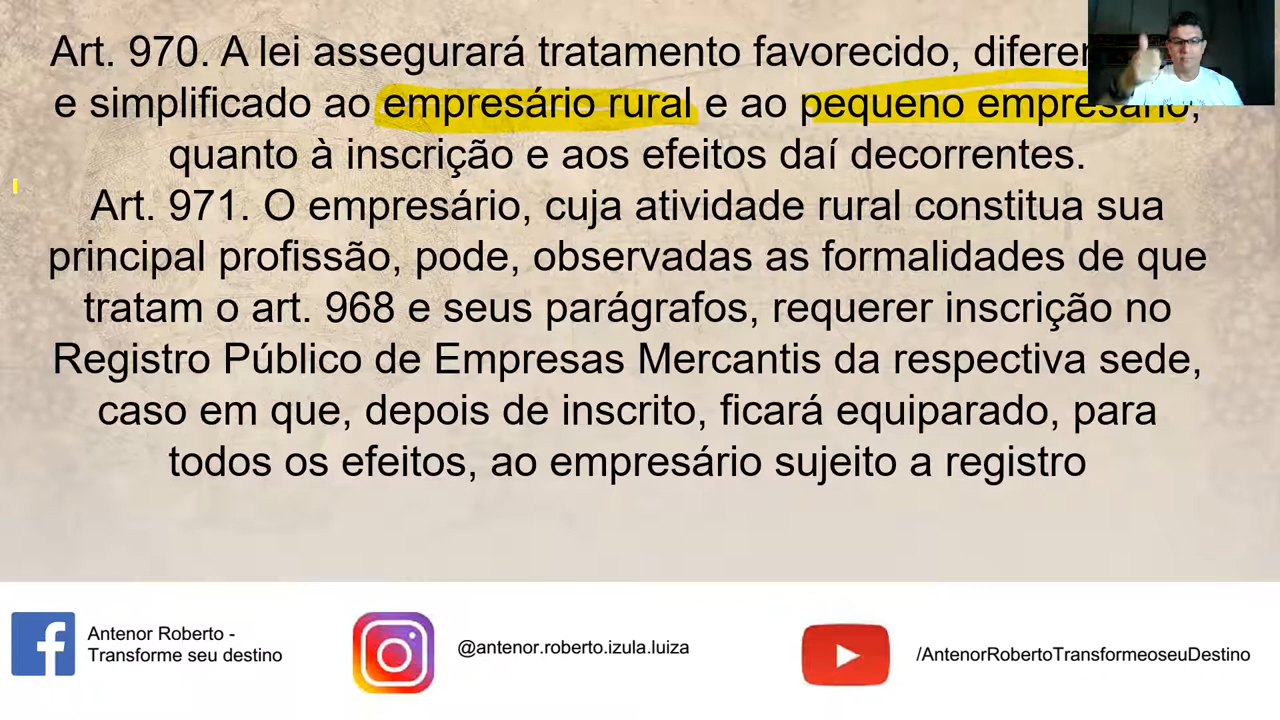 Art. 970. A lei assegurará tratamento favorecido,
e simplificado ao empresário rural e ao pequeno empresário,
quanto à inscrição e aos efeitos daí decorrentes.
Art. 971. O empresário, cuja atividade rural constitua sua
principal profissão, pode, observadas as formalidades de que
tratam o art. 968 e seus parágrafos, requerer inscrição no
Registro Público de Empresas Mercantis da respectiva sede,
caso em que, depois de inscrito, ficará equiparado, para
todos os efeitos, ao empresário sujeito a registro
Antenor Roberto -
Transforme seu destino
@antenor.roberto.izula.luiza
/AntenorRobertoTransformeoseuDestino